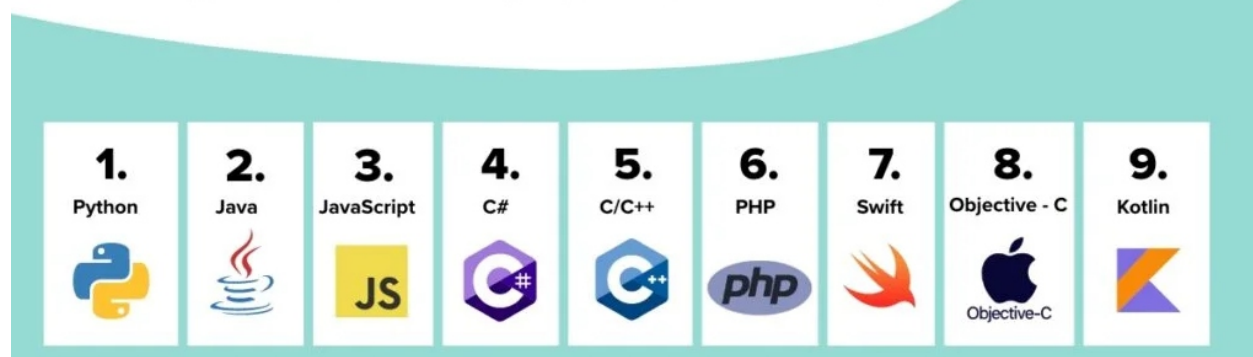 1.
Python
2.
Java
3.
JavaScript
JS
4.
C#
C#
5.
C/C++
C++
6.
PHP
php
7.
Swift
8.
Objective - C
Objective-C
9.
Kotlin